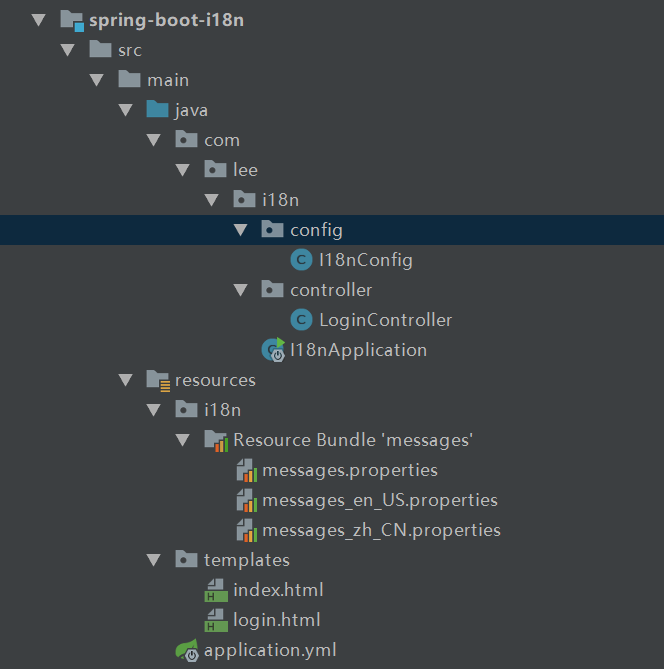 spring-boot-i18n
src
main
java
com
lee
i18n
config
I18nConfig
controller
LoginController
I18nApplication
resources
i18n
Resource Bundle 'messages'
messages.properties
messages_en_US.properties
messages_zh_CN.properties
templates
index.html
login.html
application.yml